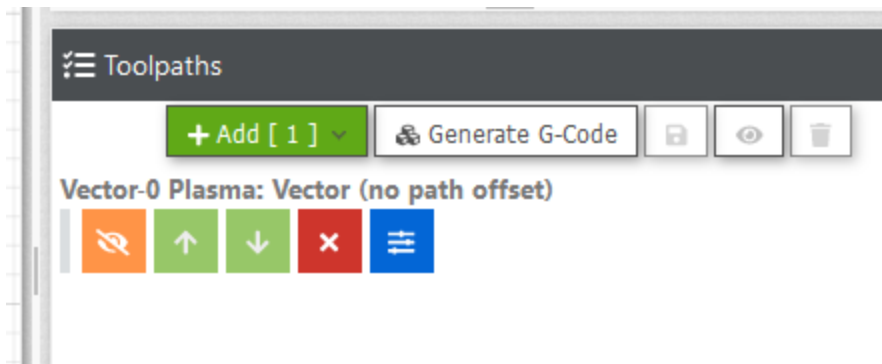 Toolpaths
Add [ 1 ] Generate G-Code
Vector-0 Plasma: Vector (no path offset)